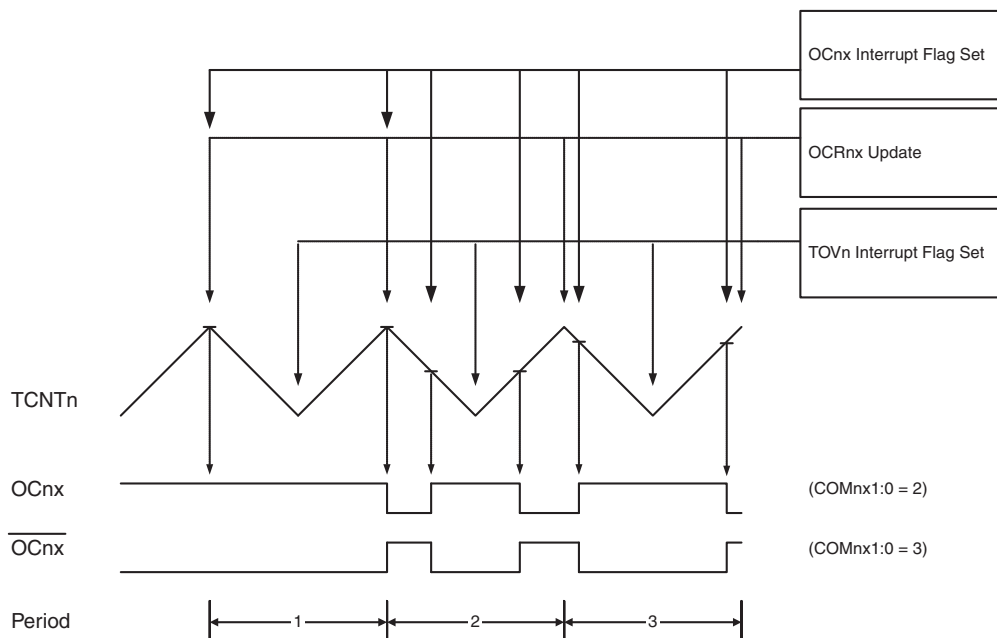 OCnx Interrupt Flag Set
OCRnx Update
TOVn Interrupt Flag Set
TCNTn
OCnx
(COMnx1:0 = 2)
OCnx
(COMnx1:0 = 3)
Period
1
2
3